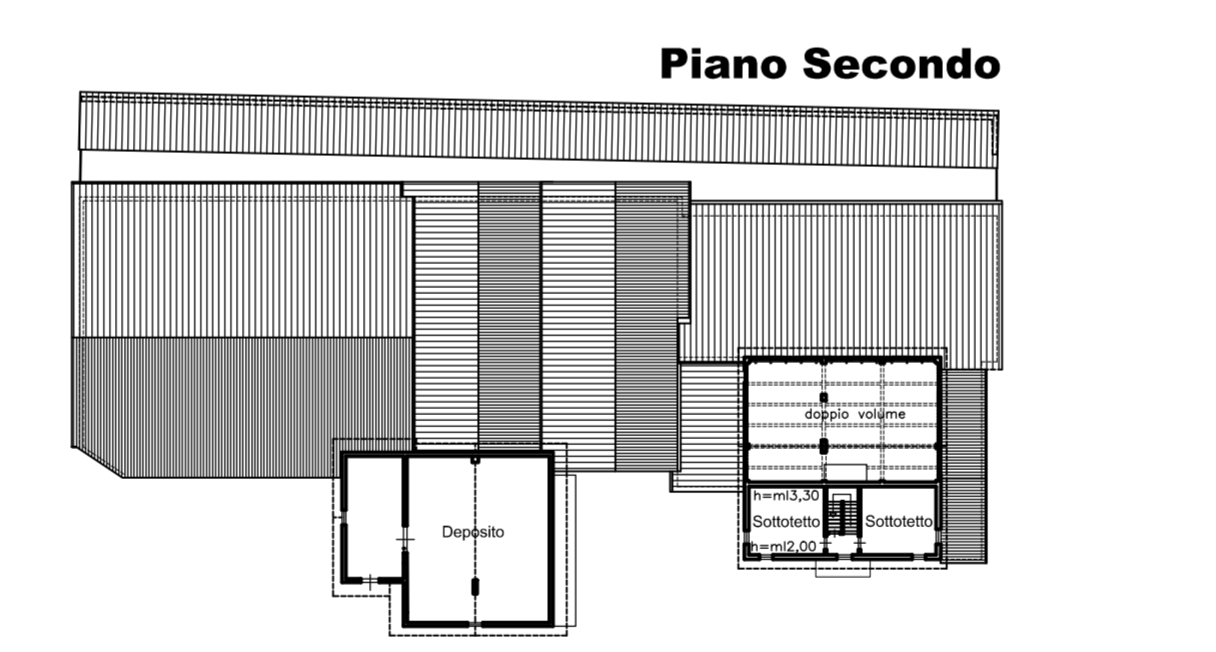 Piano Secondo
doppio volume
h=ml3,30
Sottotetto
Sottotetto
h=ml2,00
Deposito